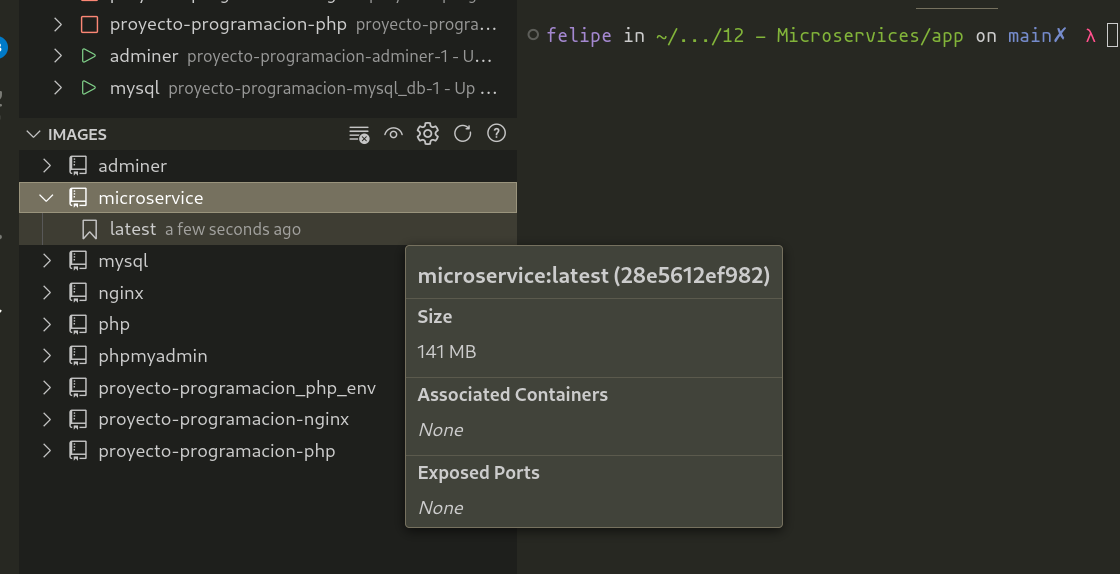 proyecto-programacion-php proyecto-progra...
adminer proyecto-programacion-adminer-1 - U...
mysql proyecto-programacion-mysql_db-1 - Up ...
IMAGES
adminer
microservice
latest a few seconds ago
mysql
nginx
php
phpmyadmin
proyecto-programacion_php_env
proyecto-programacion-nginx
proyecto-programacion-php
microservice:latest (28e5612ef982)
Size
141 MB
Associated Containers
None
Exposed Ports
None
felipe in ~/.../12 - Microservices/app on main✗ λ